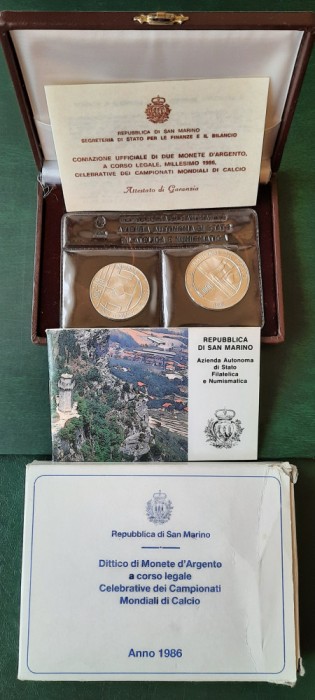 REPUBBLICA DI SAN MARINO
SEGRETERIE DI STATO PER LE FINANZE E IL BILANCIO
CONIAZIONE UFFICIALE DI DUE MONETE D'ARGENTO,
A CORSO LEGALE, MILLESIMO 1986,
CELEBRATIVE DEI CAMPIONATI MONDIALI DI CALCIO
Attestato di Garanzia
REPUBBLICA
DI SAN MARINO
Azienda Autonoma
di Stato
Filatelica
e Numismatica
Repubblica di San Marino
Dittico di Monete d'Argento
a corso legale
Celebrative dei Campionati
Mondiali di Calcio
Anno 1986